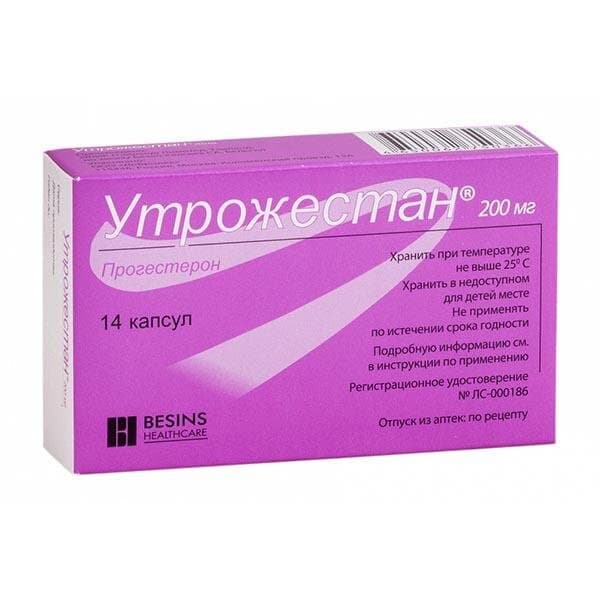 Утрожестан® 200 мг
Прогестерон
14 капсул
Хранить при температуре
не выше 25⁰ С
Хранить в недоступном
для детей месте
Не применять
по истечении срока годности
Подробную информацию см.
в инструкции по применению
Регистрационное удостоверение
№ ЛС-000186
Отпуск из аптек: по рецепту
BESINS
HEALTHCARE
Утрожестан®